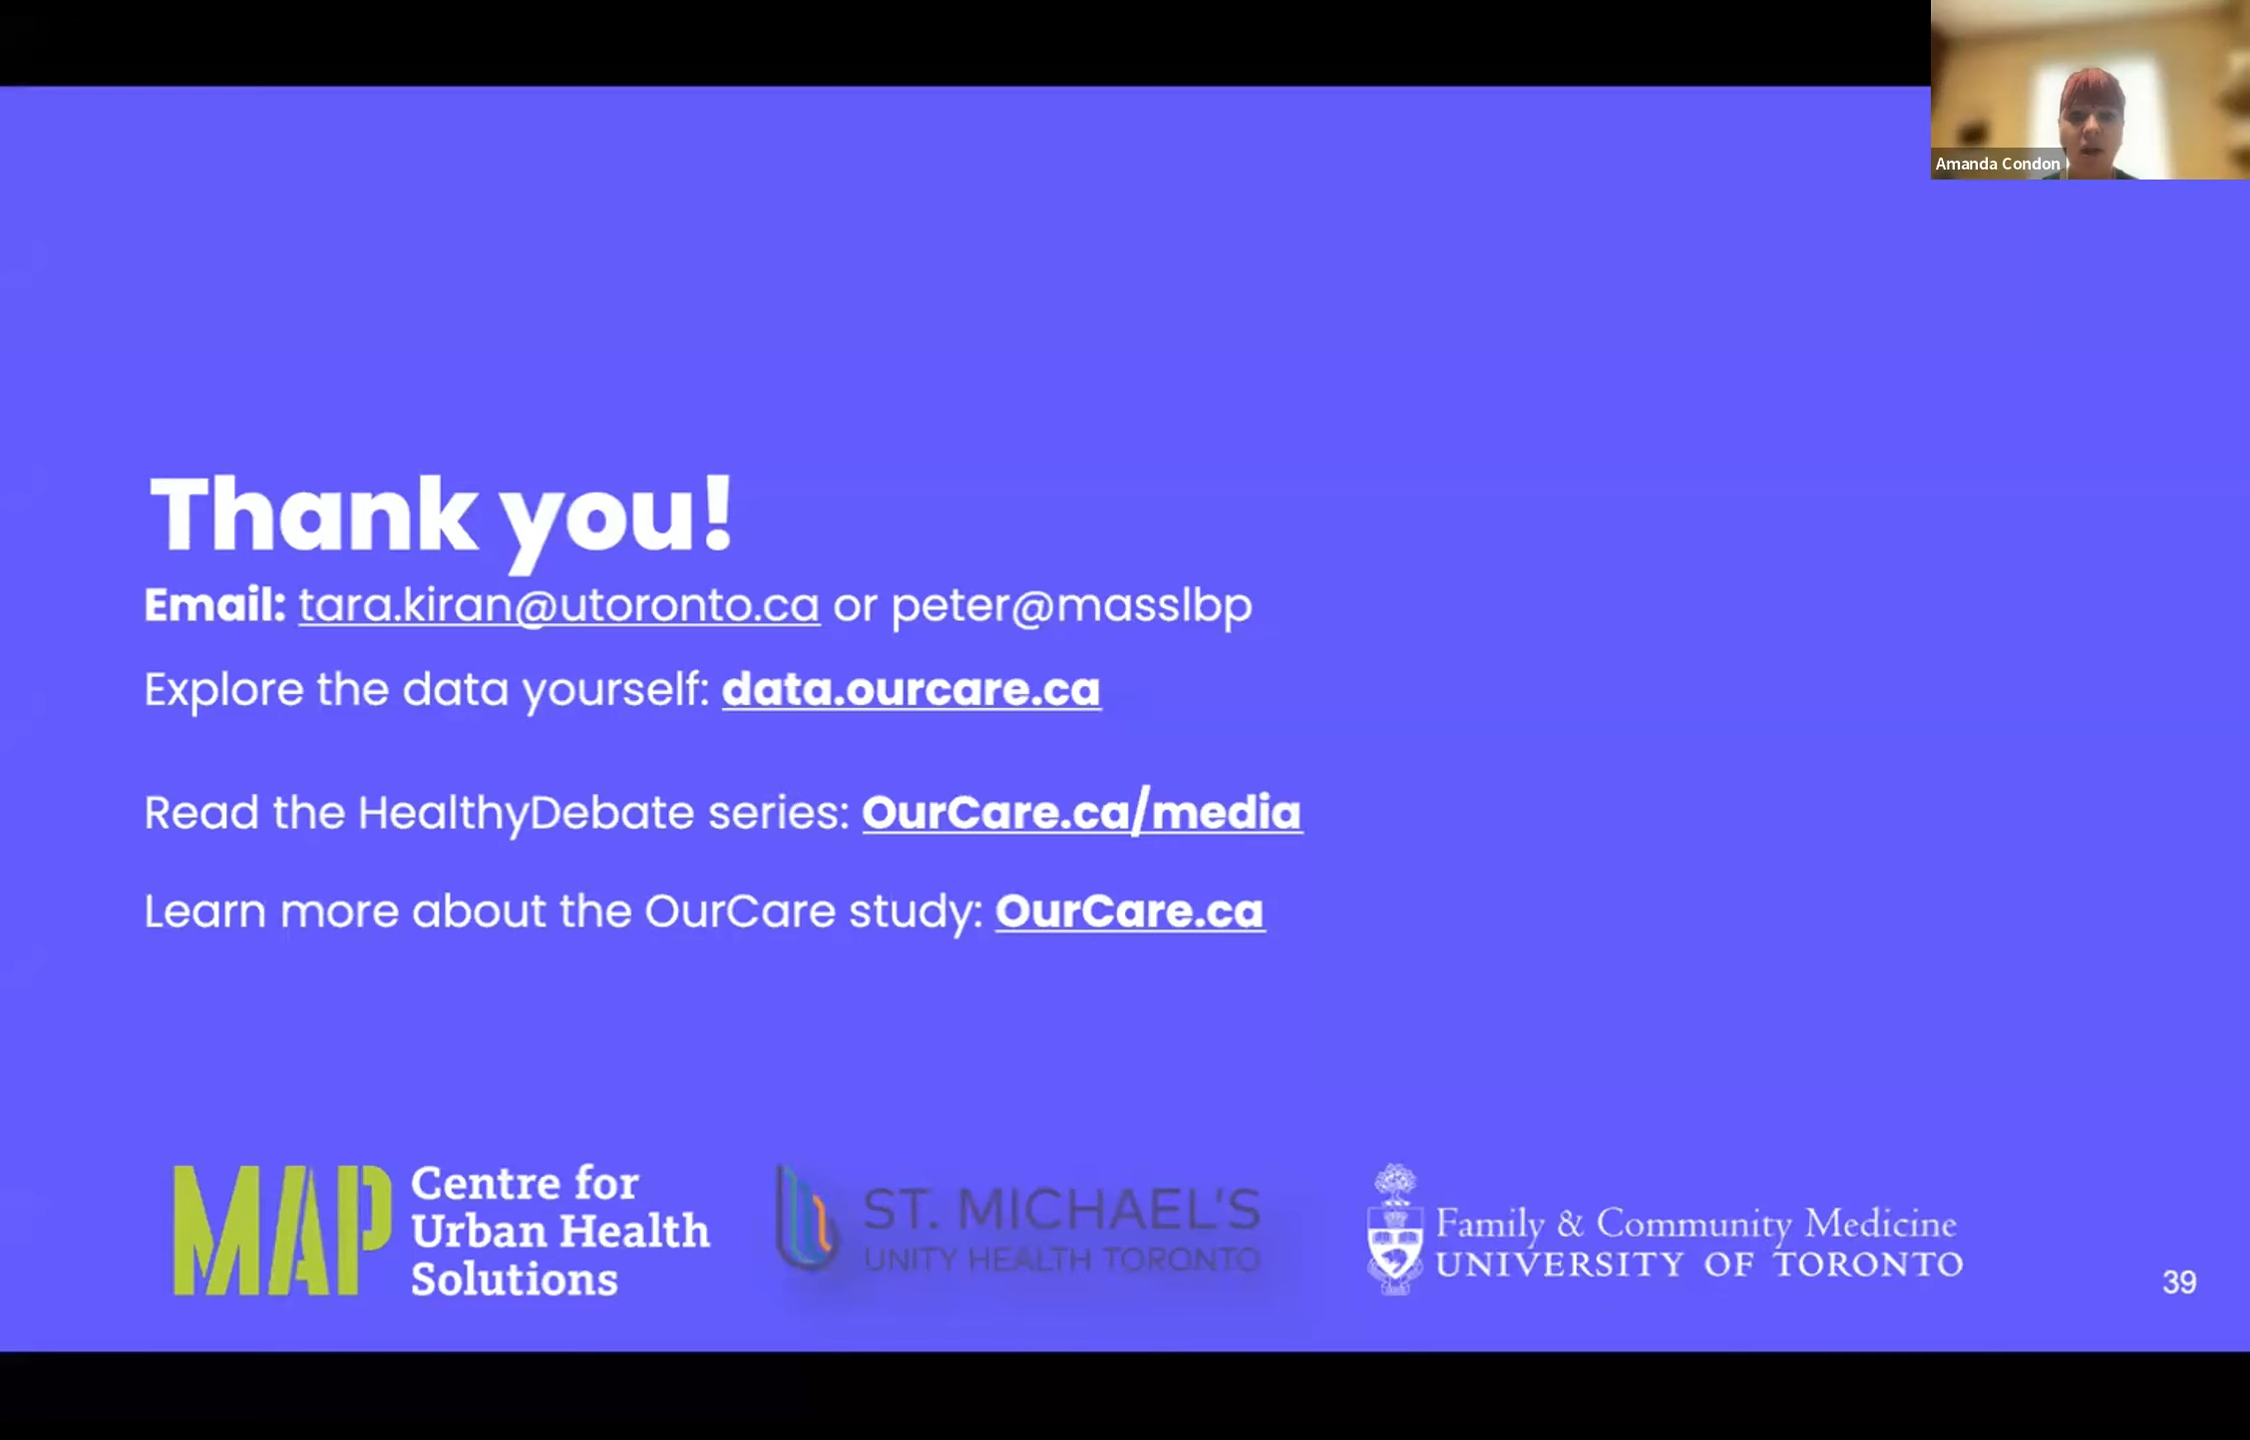 Amanda Condon
Thank you!
Email: tara.kiran@utoronto.ca or peter@masslbp
Explore the data yourself: data.ourcare.ca
Read the HealthyDebate series: OurCare.ca/media
Learn more about the OurCare study: OurCare.ca
MAP
Centre for
Urban Health
Solutions
ST. MICHAEL'S
UNITY HEALTH TORONTO
Family & Community Medicine
UNIVERSITY OF TORONTO
39